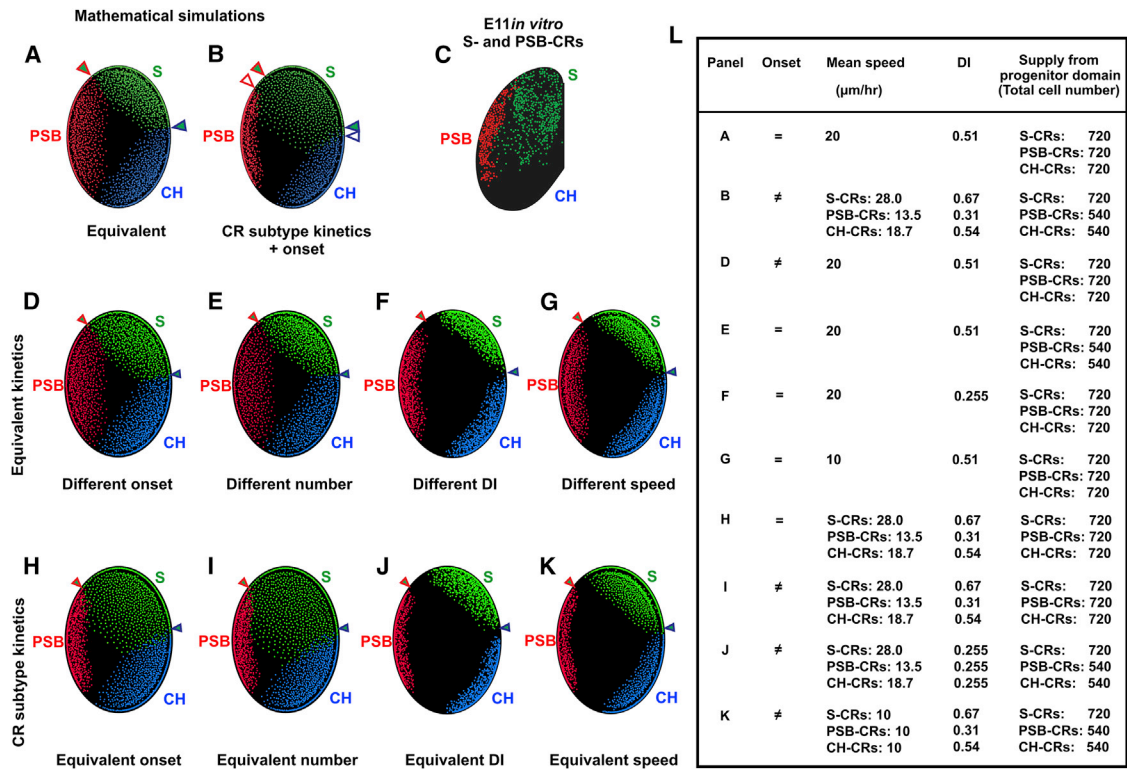 Mathematical simulations
E11 in vitro
S- and PSB-CRs
A
S
PSB
CH
Equivalent
B
S
CH
CR subtype kinetics
+ onset
C
S
PSB
CH
Equivalent kinetics
D
S
PSB
CH
Different onset
E
S
PSB
CH
Different number
F
S
PSB
CH
Different DI
G
S
PSB
CH
Different speed
CR subtype kinetics
H
S
PSB
CH
Equivalent onset
I
S
PSB
CH
Equivalent number
J
S
PSB
CH
Equivalent DI
K
S
PSB
CH
Equivalent speed
L
Panel Onset Mean speed (µm/hr) DI Supply from progenitor domain (Total cell number)
A = 20 0.51 S-CRs: 720
PSB-CRs: 720
CH-CRs: 720
B ≠ S-CRs: 28.0 0.67 S-CRs: 720
PSB-CRs: 13.5 0.31 PSB-CRs: 540
CH-CRs: 18.7 0.54 CH-CRs: 540
D ≠ 20 0.51 S-CRs: 720
PSB-CRs: 720
CH-CRs: 720
E = 20 0.51 S-CRs: 720
PSB-CRs: 540
CH-CRs: 540
F = 20 0.255 S-CRs: 720
PSB-CRs: 720
CH-CRs: 720
G = 10 0.51 S-CRs: 720
PSB-CRs: 720
CH-CRs: 720
H = S-CRs: 28.0 0.67 S-CRs: 720
PSB-CRs: 13.5 0.31 PSB-CRs: 720
CH-CRs: 18.7 0.54 CH-CRs: 720
I ≠ S-CRs: 28.0 0.67 S-CRs: 720
PSB-CRs: 13.5 0.31 PSB-CRs: 720
CH-CRs: 18.7 0.54 CH-CRs: 720
J ≠ S-CRs: 28.0 0.255 S-CRs: 720
PSB-CRs: 13.5 0.255 PSB-CRs: 540
CH-CRs: 18.7 0.255 CH-CRs: 540
K ≠ S-CRs: 10 0.67 S-CRs: 720
PSB-CRs: 10 0.31 PSB-CRs: 540
CH-CRs: 10 0.54 CH-CRs: 540